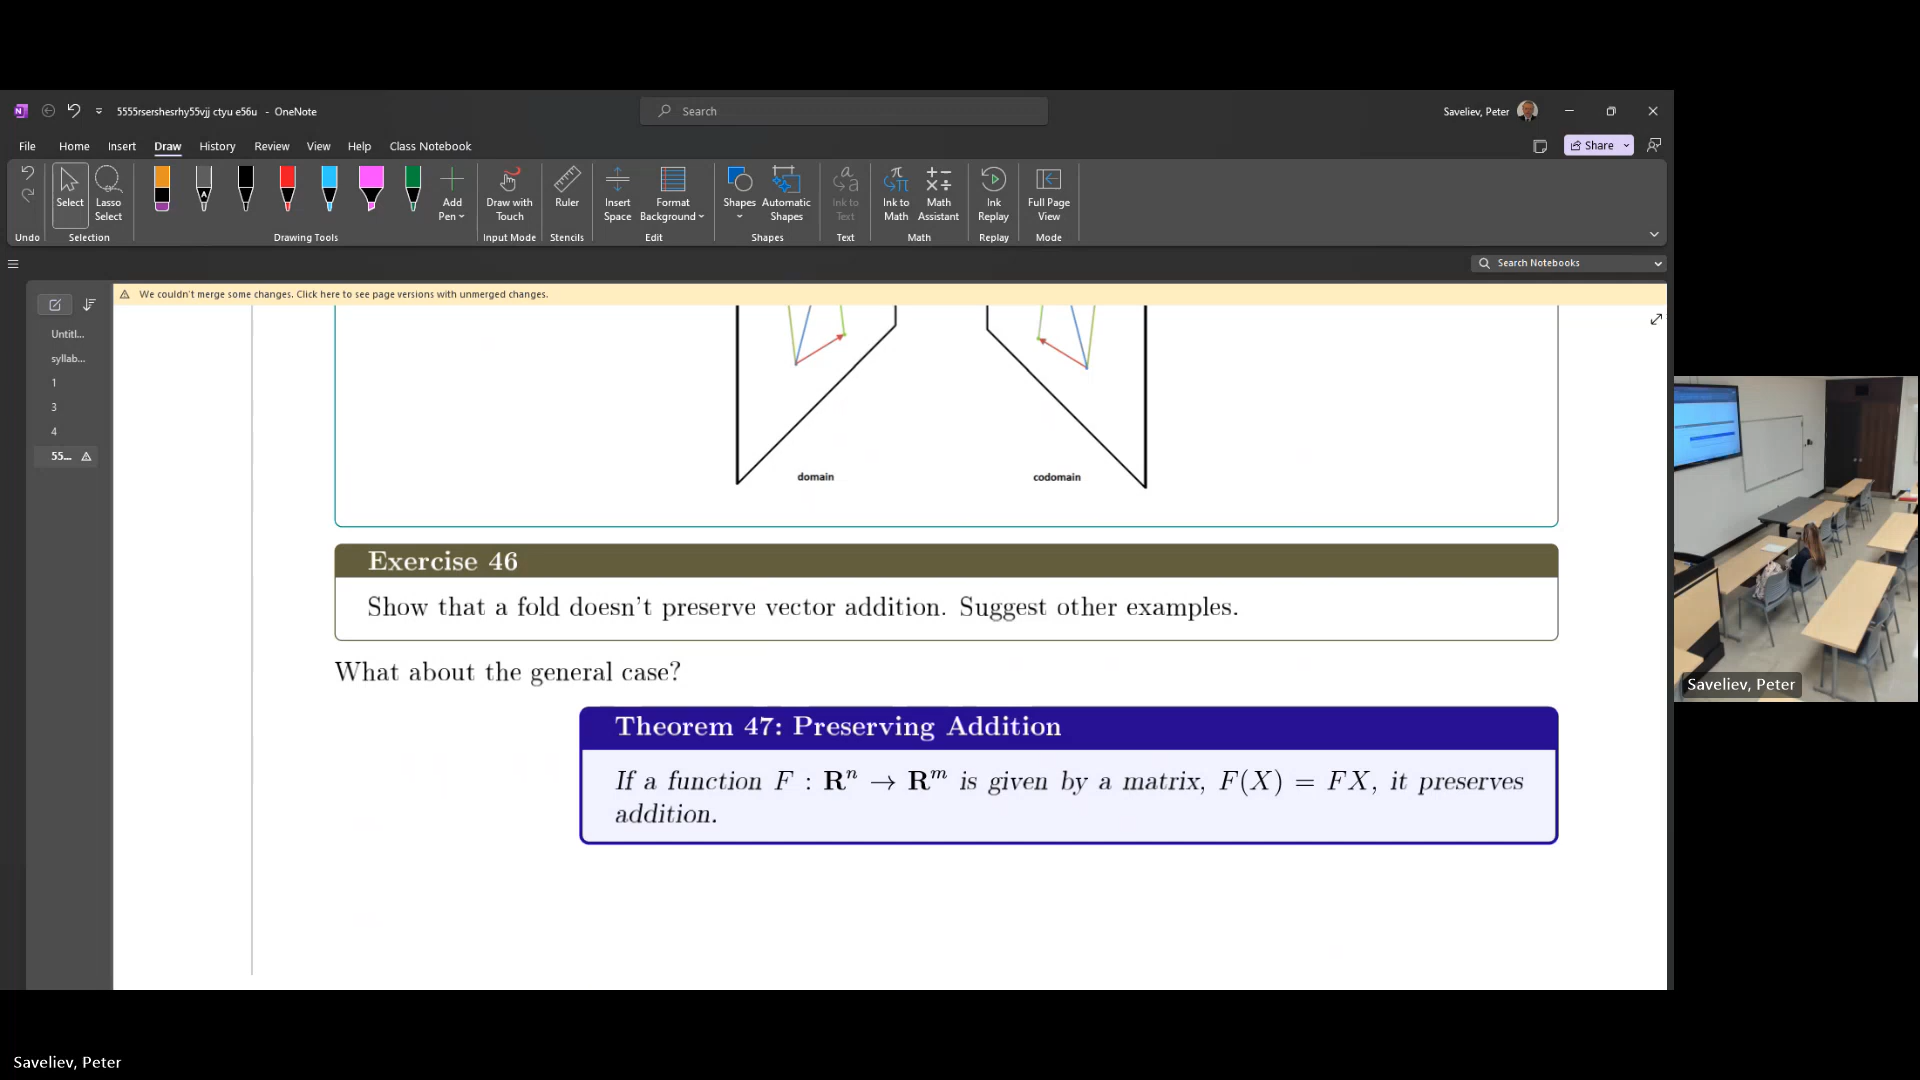 5555rsershesrhy55vjj ctyu e56u - OneNote
Search
Saveliev, Peter
File Home Insert Draw History Review View Help Class Notebook
Share
Select
Lasso Select
Add Pen
Draw with Touch
Ruler
Insert Space
Format Background
Shapes
Automatic Shapes
Ink to Text
Ink to Math
Math Assistant
Ink Replay
Full Page View
Undo Selection Drawing Tools Input Mode Stencils Edit Shapes Text Math Replay Mode
Search Notebooks
We couldn't merge some changes. Click here to see page versions with unmerged changes.
Untitl...
syllab...
1
3
4
55...
domain codomain
Exercise 46
Show that a fold doesn't preserve vector addition. Suggest other examples.
What about the general case?
Theorem 47: Preserving Addition
If a function F : Rⁿ → Rᵐ is given by a matrix, F(X) = FX, it preserves
addition.
Saveliev, Peter
Saveliev, Peter